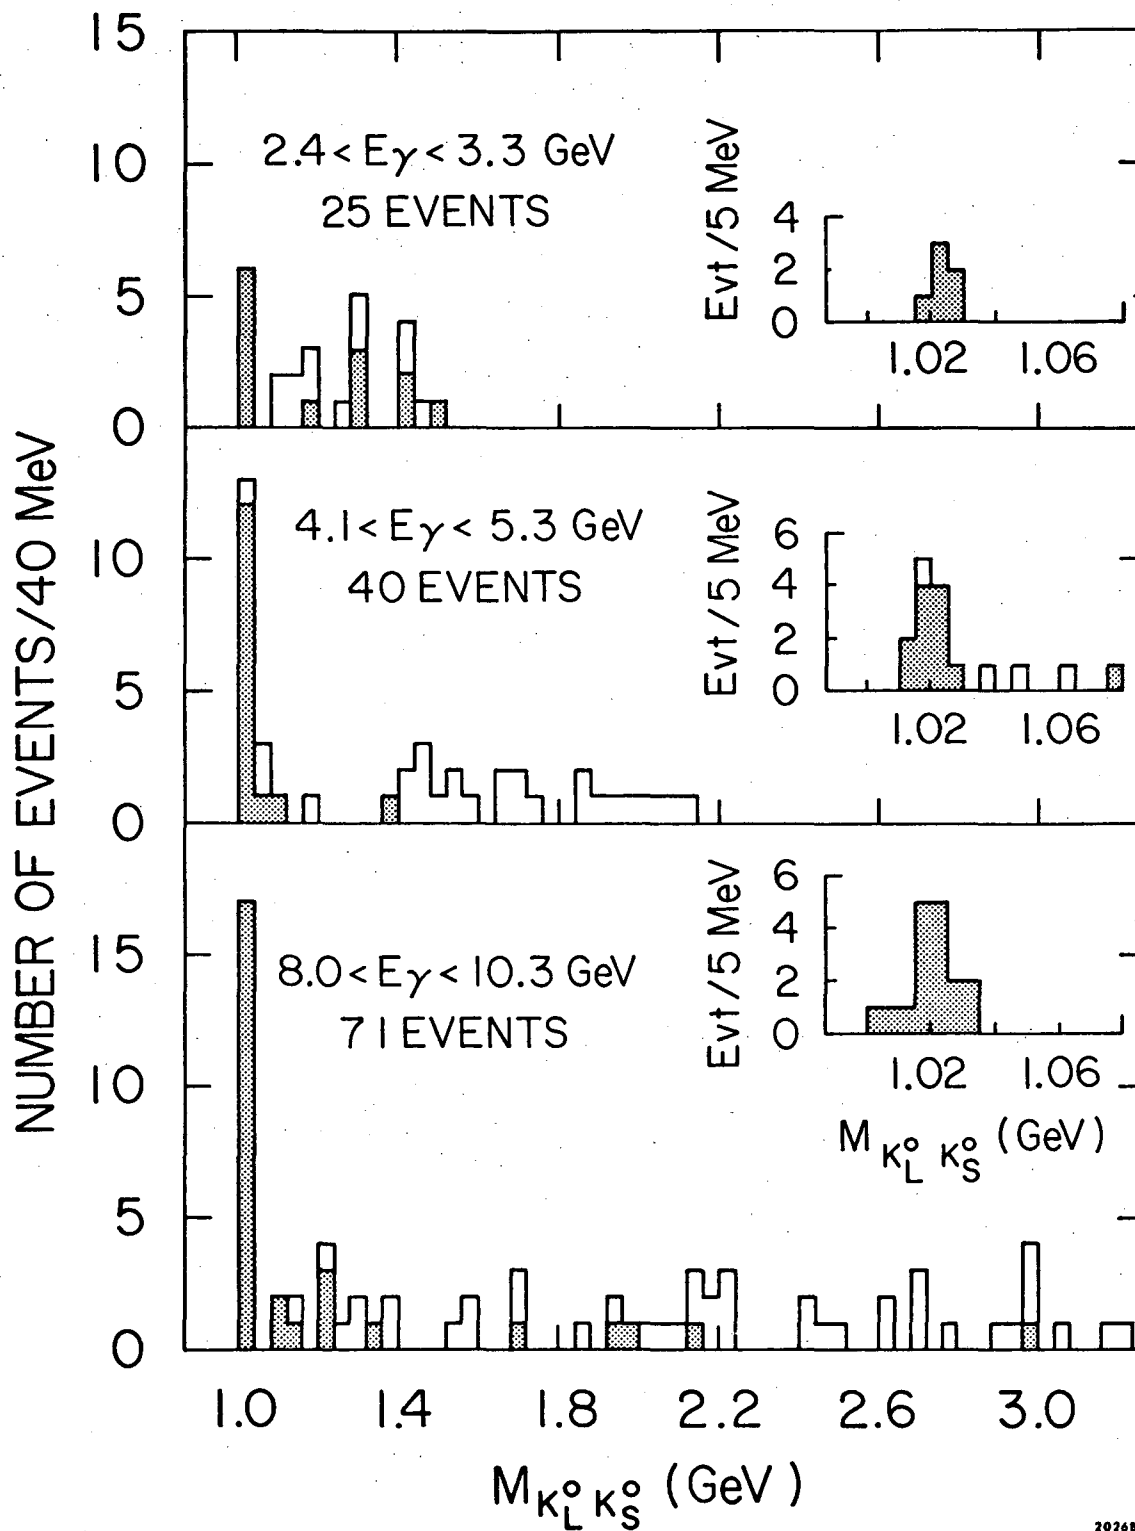 NUMBER OF EVENTS/40 MeV
15
10
5
0
2.4 < Eγ < 3.3 GeV
25 EVENTS
Evt/5 MeV
4
2
0
1.02 1.06
10
5
0
4.1 < Eγ < 5.3 GeV
40 EVENTS
Evt/5 MeV
6
4
2
0
1.02 1.06
15
10
5
0
8.0 < Eγ < 10.3 GeV
71 EVENTS
Evt/5 MeV
6
4
2
0
1.02 1.06
M K°L K°S (GeV)
1.0 1.4 1.8 2.2 2.6 3.0
M K°L K°S (GeV)